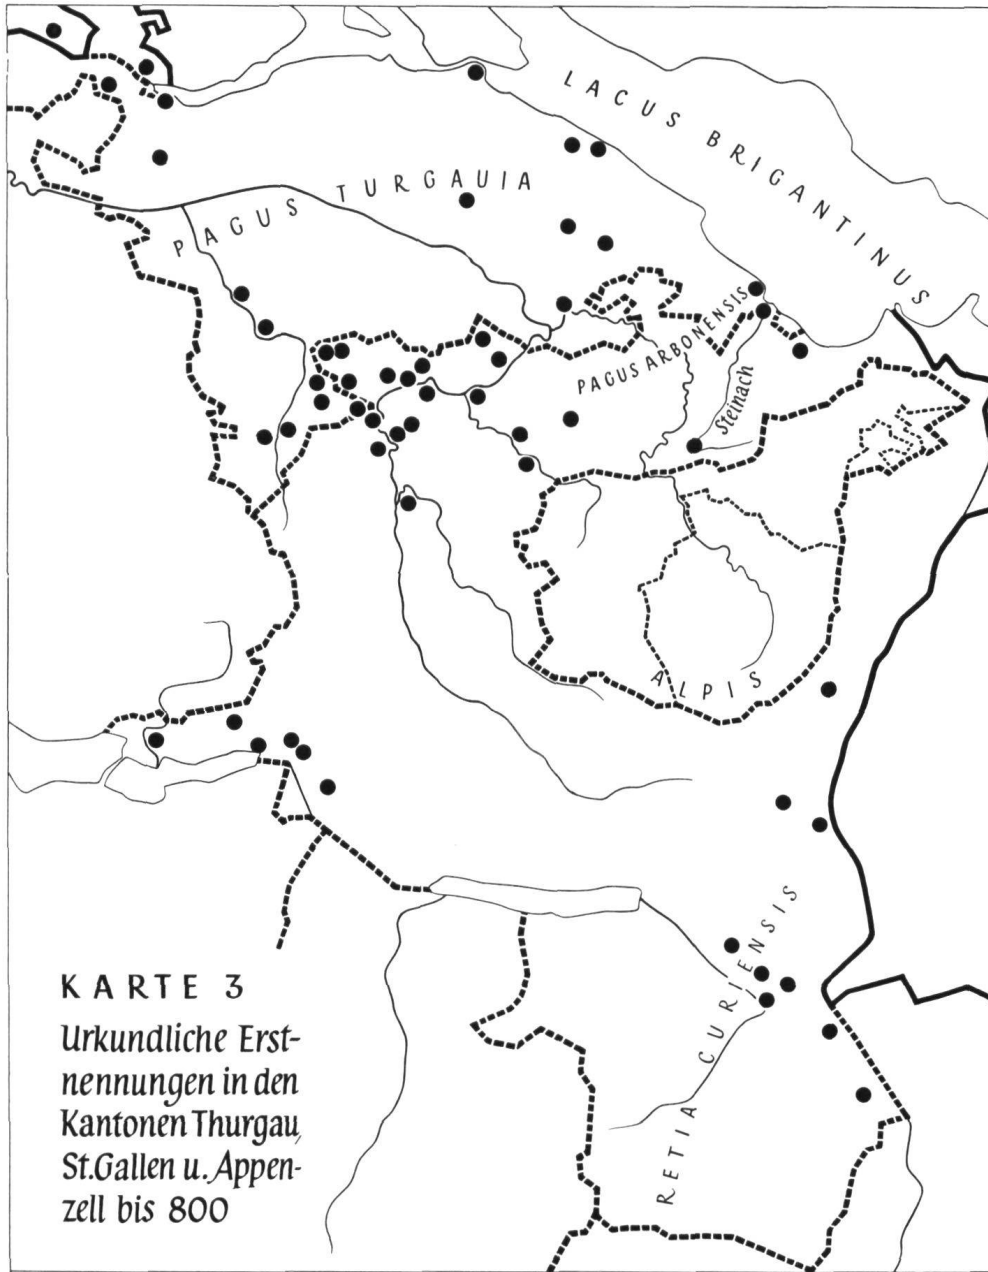 LACUS BRIGANTINUS
PAGUS TURGAUIA
PAGUS ARBONENSIS
Steinach
ALPIS
RETIA CURIENSIS
KARTE 3
Urkundliche Erst-
nennungen in den
Kantonen Thurgau,
St.Gallen u. Appen-
zell bis 800